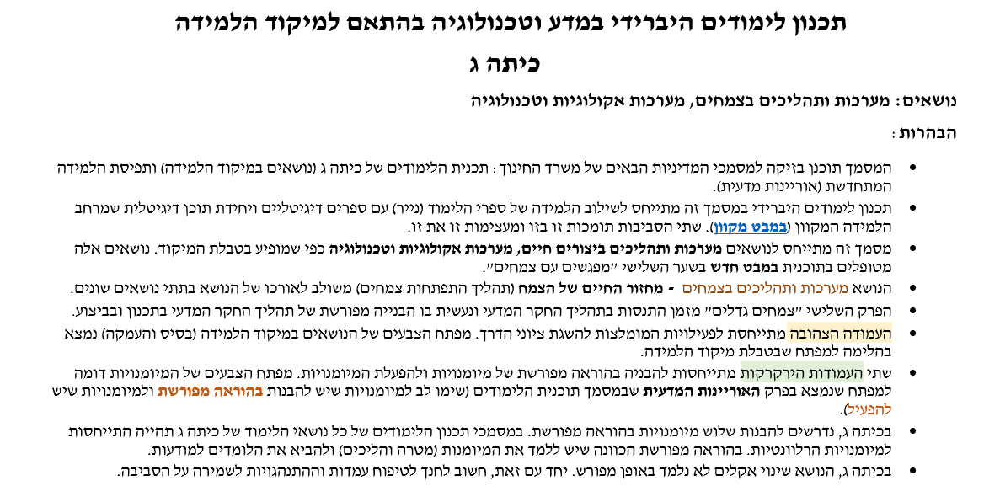 תכנון לימודים היברידי במדע וטכנולוגיה בהתאם למיקוד הלמידה
כיתה ג
נושאים: מערכות ותהליכים בצמחים, מערכות אקולוגיות וטכנולוגיה
הבהרות :
• המסמך תוכנן בזיקה למסמכי המדיניות הבאים של משרד החינוך : תכנית הלימודים של כיתה ג (נושאים במיקוד הלמידה) ותפיסת הלמידה
המתחדשת (אוריינות מדעית).
• תכנון לימודים היברידי במסמך זה מתייחס לשילוב הלמידה של ספרי הלימוד (נייר) עם ספרים דיגיטליים ויחידת תוכן דיגיטלית שמרחב
הלמידה המקוון (במבט מקוון). שתי הסביבות תומכות זו בזו ומעצימות זו את זו.
• מסמך זה מתייחס לנושאים מערכות ותהליכים ביצורים חיים, מערכות אקולוגיות וטכנולוגיה כפי שמופיע בטבלת המיקוד. נושאים אלה
מטופלים בתוכנית במבט חדש בשער השלישי "מפגשים עם צמחים".
• הנושא מערכות ותהליכים בצמחים - מחזור החיים של הצמח (תהליך התפתחות צמחים) משולב לאורכו של הנושא בתתי נושאים שונים.
• הפרק השלישי "צמחים גדלים" מזמן התנסות בתהליך החקר המדעי ונעשית בו הבנייה מפורשת של תהליך החקר המדעי בתכנון ובביצוע.
• העמודה הצהובה מתייחסת לפעילויות המומלצות להשגת ציוני הדרך. מפתח הצבעים של הנושאים במיקוד הלמידה (בסיס והעמקה) נמצא
בהלימה למפתח שבטבלת מיקוד הלמידה.
• שתי העמודות הירקרקות מתייחסות להבניה בהוראה מפורשת של מיומנויות ולהפעלת המיומנויות. מפתח הצבעים של המיומנויות דומה
למפתח שנמצא בפרק האוריינות המדעית שבמסמך תוכנית הלימודים (שימו לב למיומנויות שיש להבנות בהוראה מפורשת ולמיומנויות שיש
להפעיל).
• בכיתה ג, נדרשים להבנות שלוש מיומנויות בהוראה מפורשת. במסמכי תכנון הלימודים של כל נושאי הלימוד של כיתה ג תהייה התייחסות
למיומנויות הרלוונטיות. בהוראה מפורשת הכוונה שיש ללמד את המיומנות (מטרה והליכים) ולהביא את הלומדים למודעות.
• בכיתה ג, הנושא שינוי אקלים לא נלמד באופן מפורש. יחד עם זאת, חשוב לחנך לטיפוח עמדות וההתנהגויות לשמירה על הסביבה.